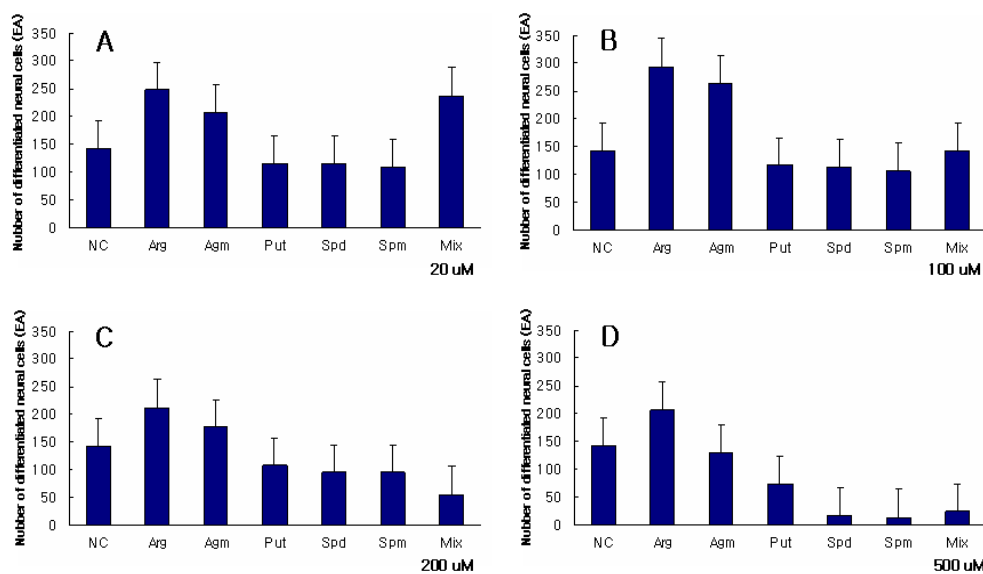 A
Nubber of differentiated neural cells (EA)
350
300
250
200
150
100
50
0
NC Arg Agm Put Spd Spm Mix
20 uM
B
Nubber of differentiated neural cells (EA)
350
300
250
200
150
100
50
0
NC Arg Agm Put Spd Spm Mix
100 uM
C
Nubber of differentiated neural cells (EA)
350
300
250
200
150
100
50
0
NC Arg Agm Put Spd Spm Mix
200 uM
D
Nubber of differentiated neural cells (EA)
350
300
250
200
150
100
50
0
NC Arg Agm Put Spd Spm Mix
500 uM